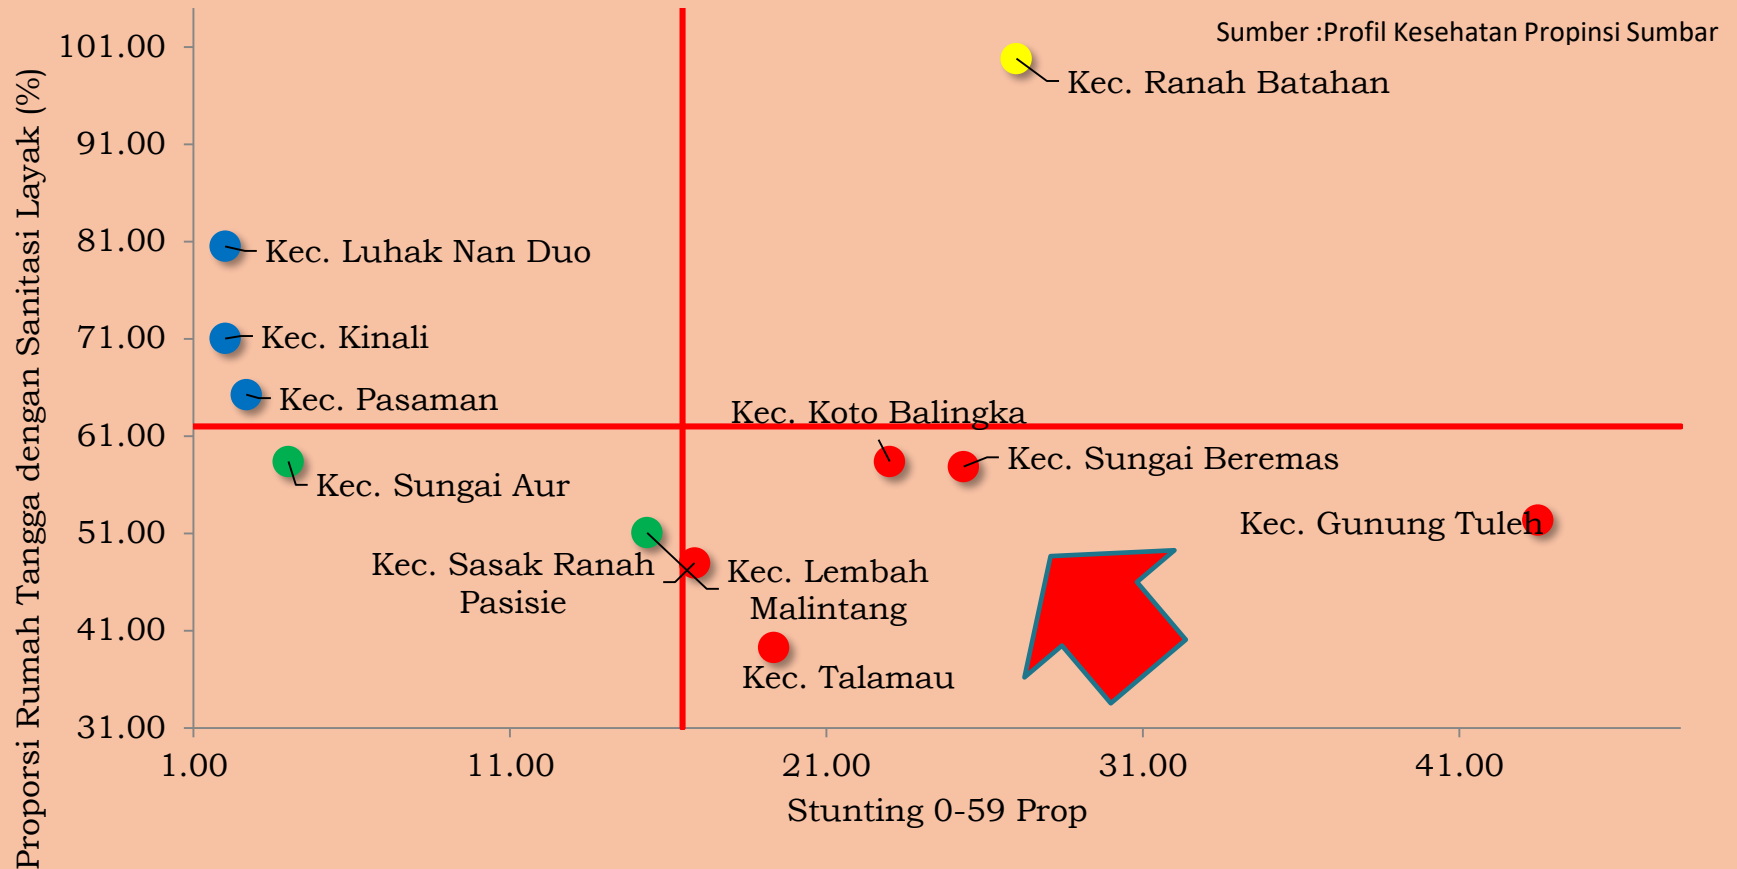 Sumber :Profil Kesehatan Propinsi Sumbar
Proporsi Rumah Tangga dengan Sanitasi Layak (%)
101.00
91.00
81.00
71.00
61.00
51.00
41.00
31.00
Kec. Ranah Batahan
Kec. Luhak Nan Duo
Kec. Kinali
Kec. Pasaman
Kec. Koto Balingka
Kec. Sungai Beremas
Kec. Sungai Aur
Kec. Gunung Tuleh
Kec. Sasak Ranah
Pasisie
Kec. Lembah
Malintang
Kec. Talamau
1.00
11.00
21.00
31.00
41.00
Stunting 0-59 Prop